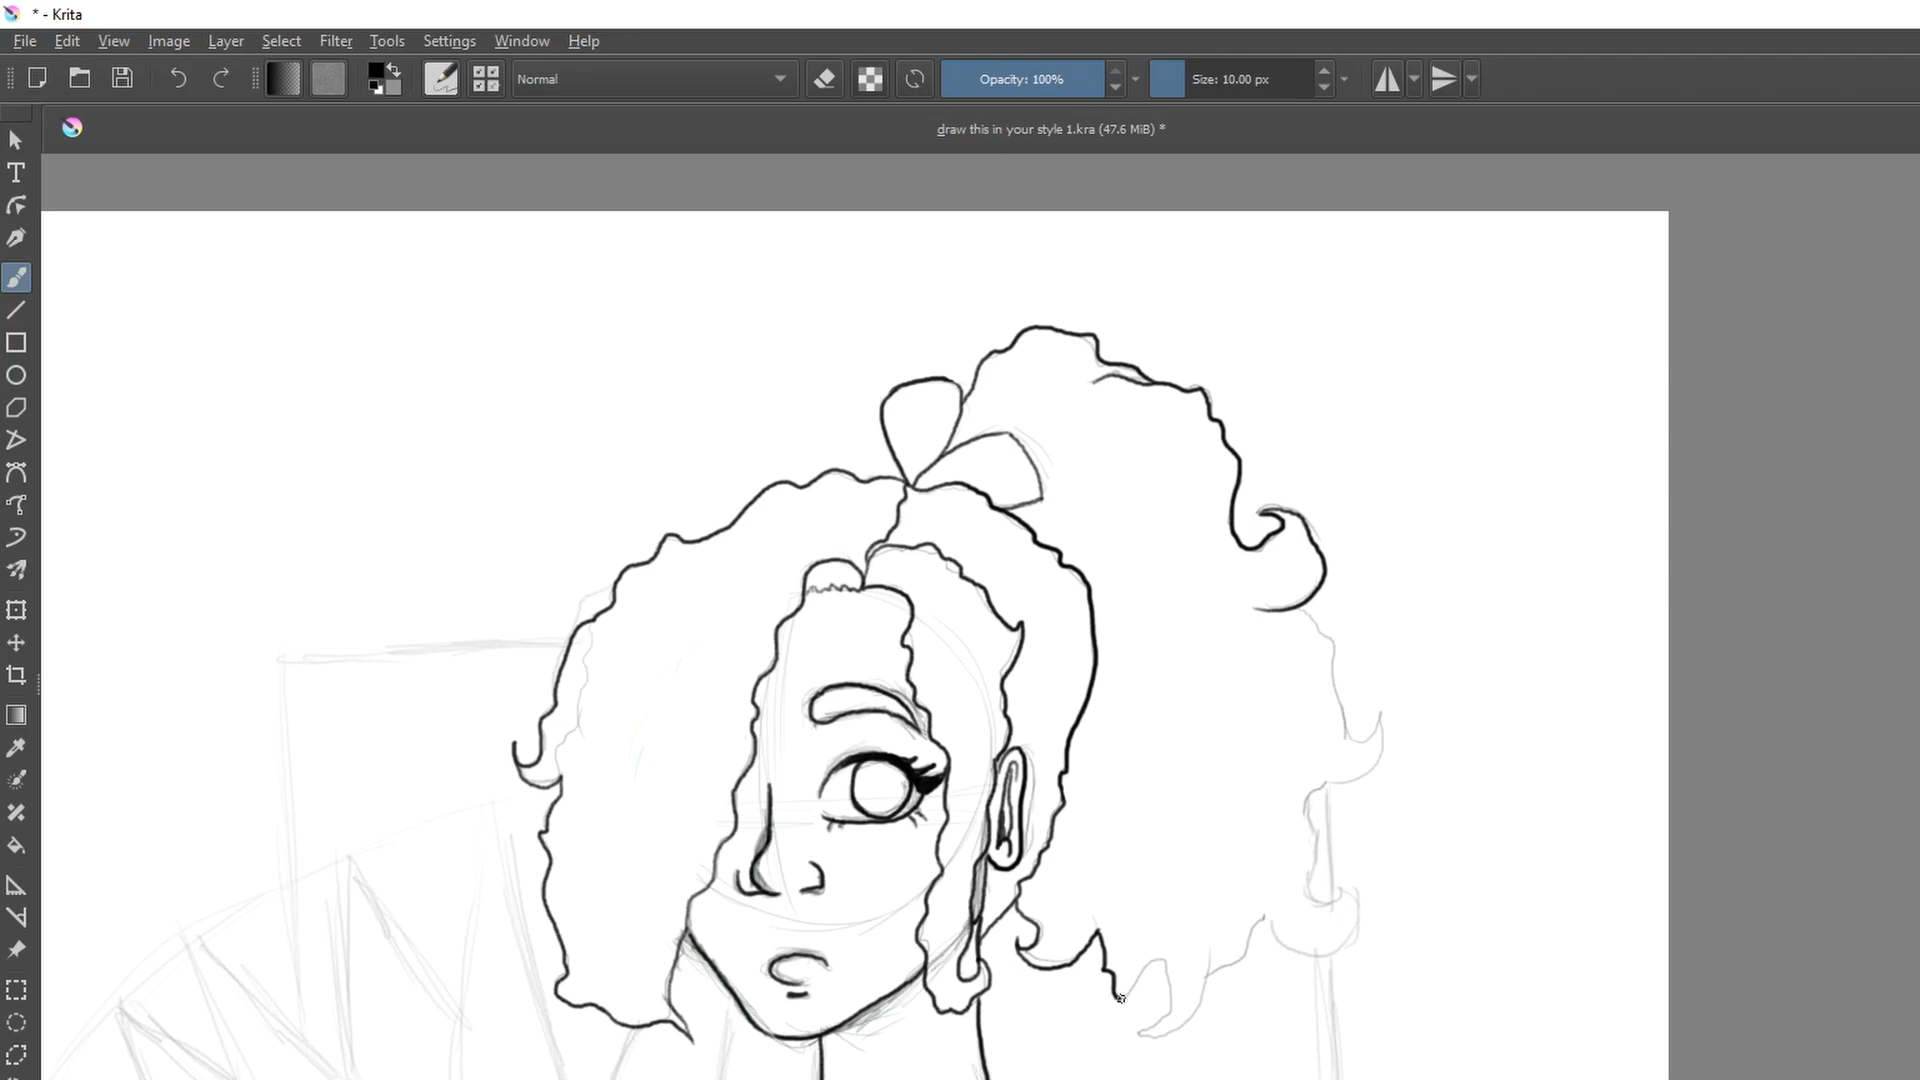 * - Krita
File Edit View Image Layer Select Filter Tools Settings Window Help
Normal Opacity: 100% Size: 10.00 px
draw this in your style 1.kra (47.6 MiB) *